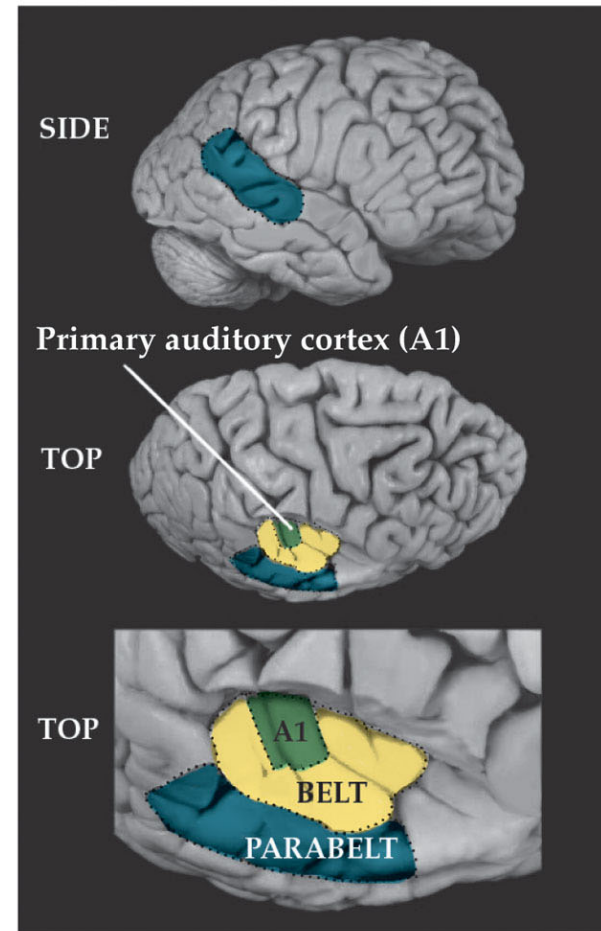 SIDE
Primary auditory cortex (A1)
TOP
TOP
A1
BELT
PARABELT